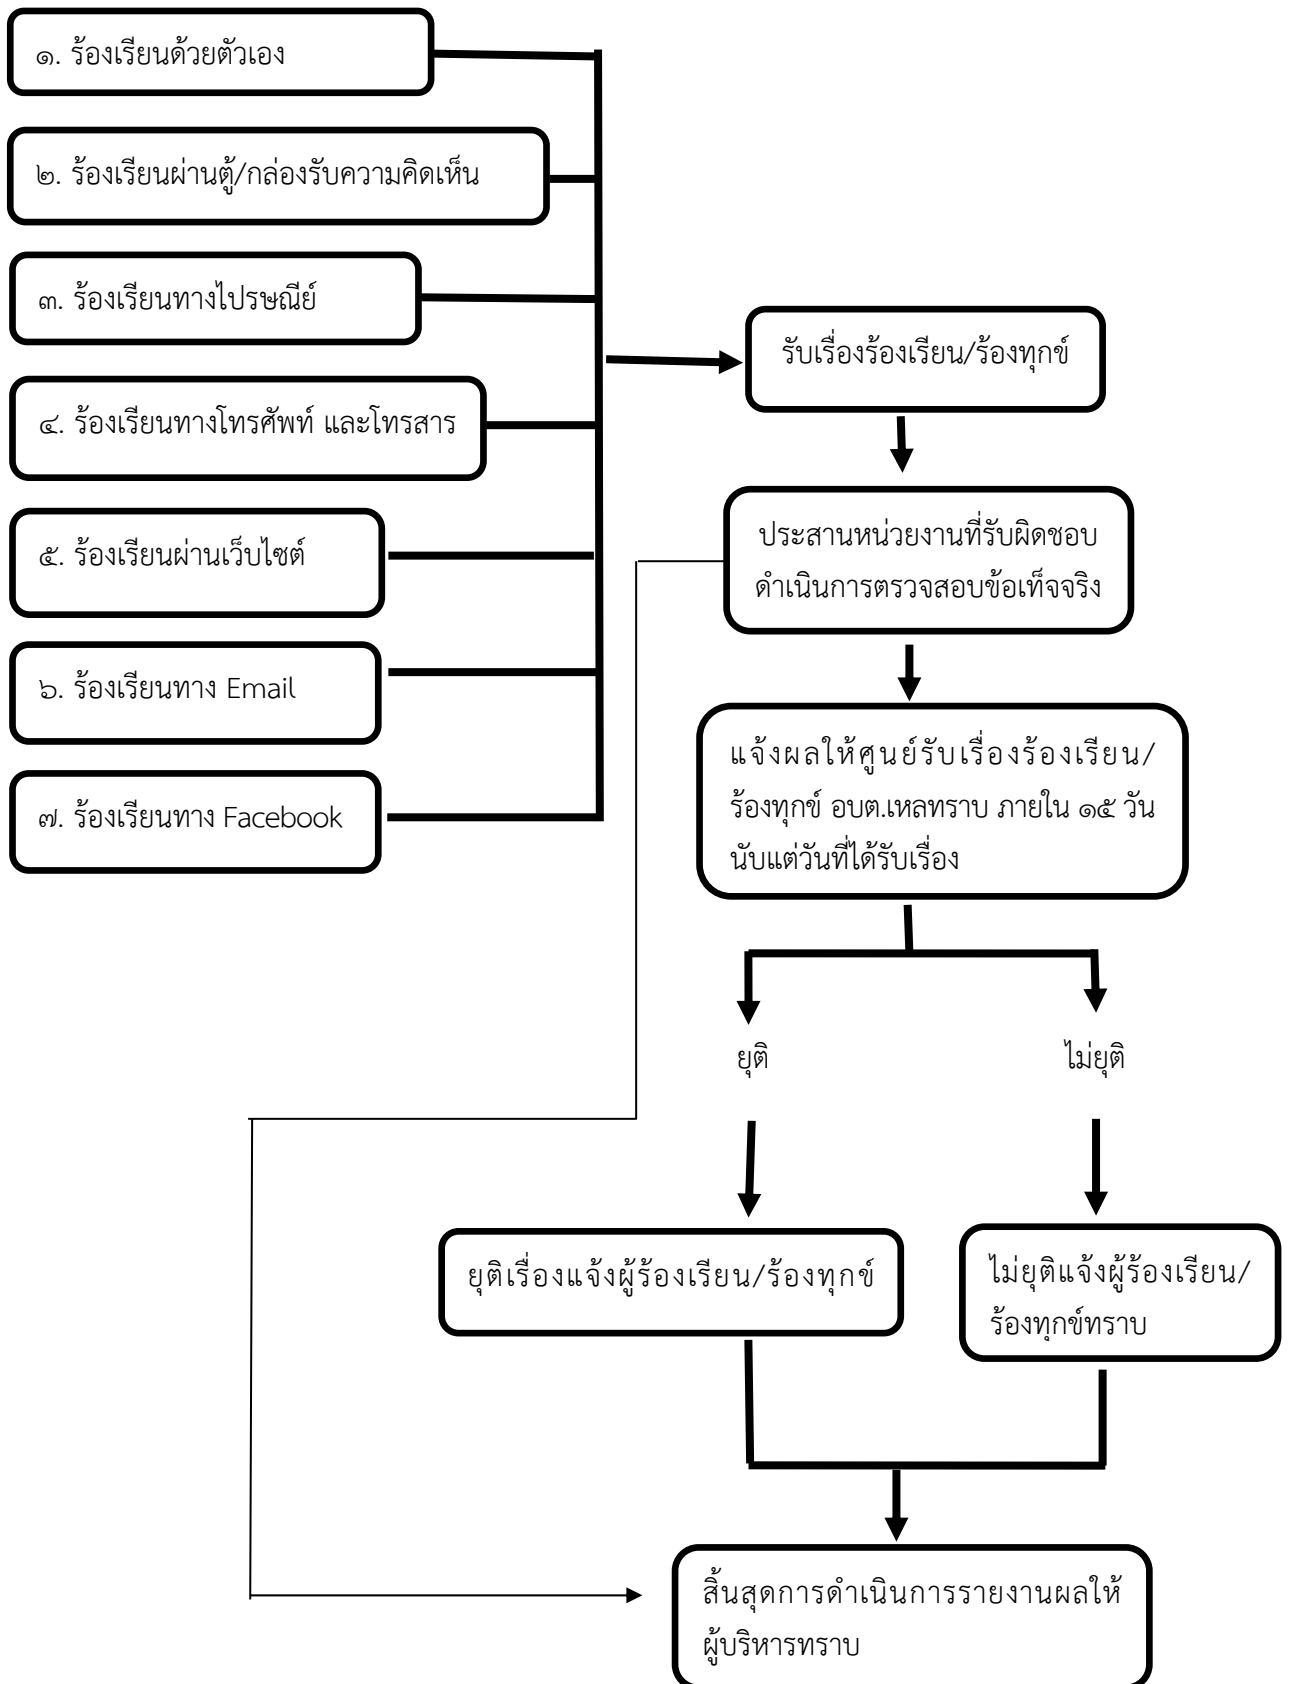 ๑. ร้องเรียนด้วยตัวเอง
๒. ร้องเรียนผ่านตู้/กล่องรับความคิดเห็น
๓. ร้องเรียนทางไปรษณีย์
๔. ร้องเรียนทางโทรศัพท์ และโทรสาร
๕. ร้องเรียนผ่านเว็บไซต์
๖. ร้องเรียนทาง Email
๗. ร้องเรียนทาง Facebook
รับเรื่องร้องเรียน/ร้องทุกข์
ประสานหน่วยงานที่รับผิดชอบ
ดำเนินการตรวจสอบข้อเท็จจริง
แจ้งผลให้ศูนย์รับเรื่องร้องเรียน/
ร้องทุกข์ อบต.เหลทราบ ภายใน ๑๕ วัน
นับแต่วันที่ได้รับเรื่อง
ยุติ
ไม่ยุติ
ยุติเรื่องแจ้งผู้ร้องเรียน/ร้องทุกข์
ไม่ยุติแจ้งผู้ร้องเรียน/
ร้องทุกข์ทราบ
สิ้นสุดการดำเนินการรายงานผลให้
ผู้บริหารทราบ